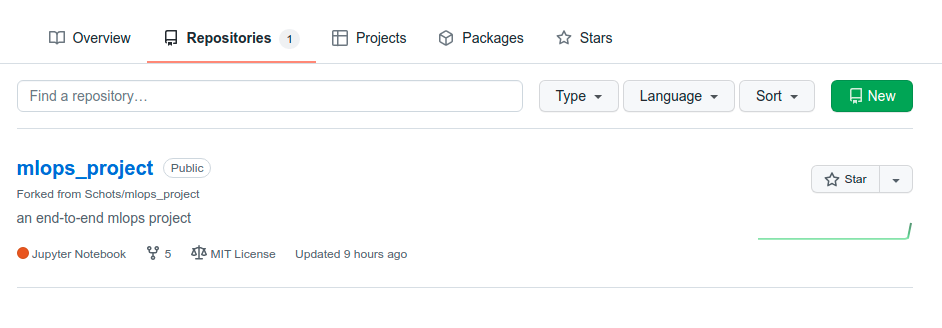 Overview Repositories 1 Projects Packages Stars
Find a repository… Type Language Sort New
mlops_project Public
Star
Forked from Schots/mlops_project
an end-to-end mlops project
Jupyter Notebook 5 MIT License Updated 9 hours ago